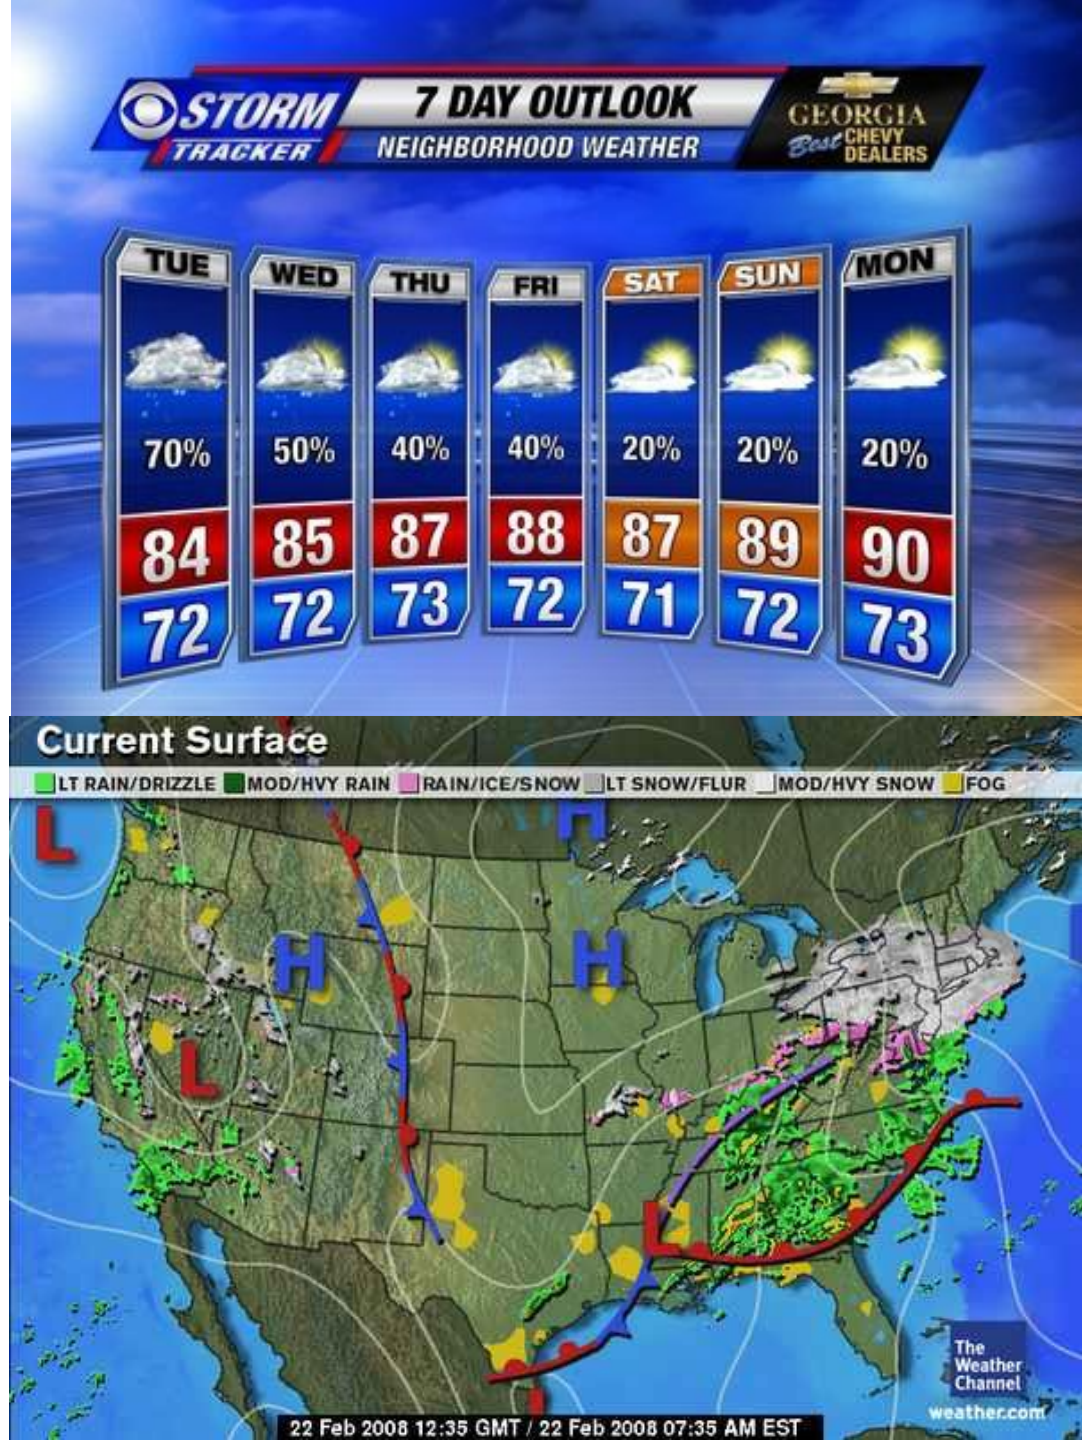 STORM
TRACKER
7 DAY OUTLOOK
NEIGHBORHOOD WEATHER
GEORGIA
Best CHEVY
DEALERS
TUE WED THU FRI SAT SUN MON
70% 50% 40% 40% 20% 20% 20%
84 85 87 88 87 89 90
72 72 73 72 71 72 73
Current Surface
LT RAIN/DRIZZLE MOD/HVY RAIN RAIN/ICE/SNOW LT SNOW/FLUR MOD/HVY SNOW FOG
L
H
H
H
L
L
The
Weather
Channel
weather.com
22 Feb 2008 12:35 GMT / 22 Feb 2008 07:35 AM EST